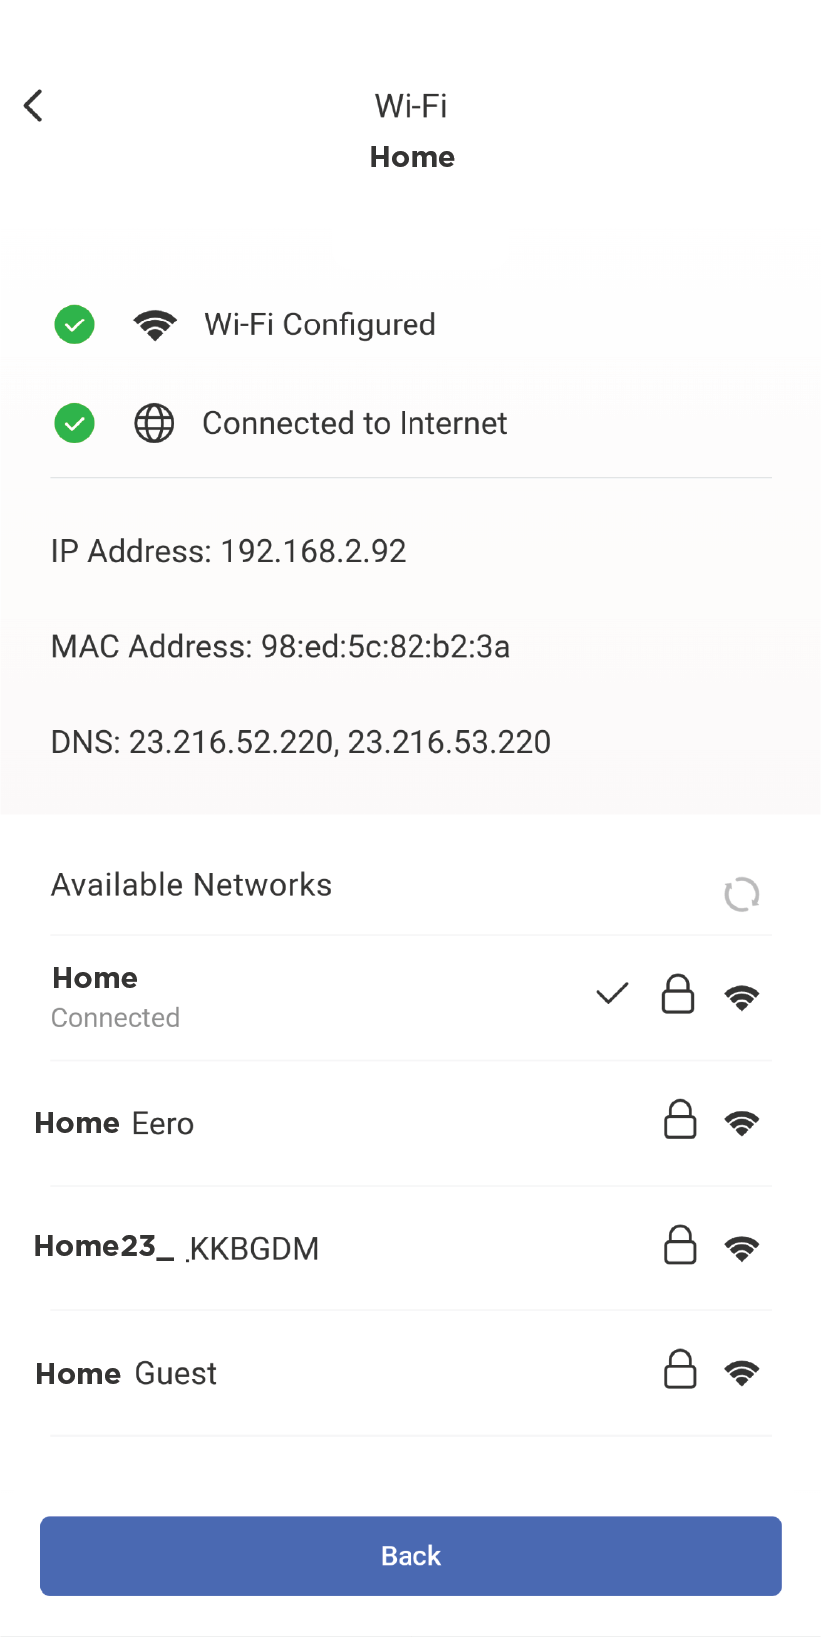 Wi-Fi
Home
Wi-Fi Configured
Connected to Internet
IP Address: 192.168.2.92
MAC Address: 98:ed:5c:82:b2:3a
DNS: 23.216.52.220, 23.216.53.220
Available Networks
Home
Connected
Home Eero
Home23_ .KKBGDM
Home Guest
Back